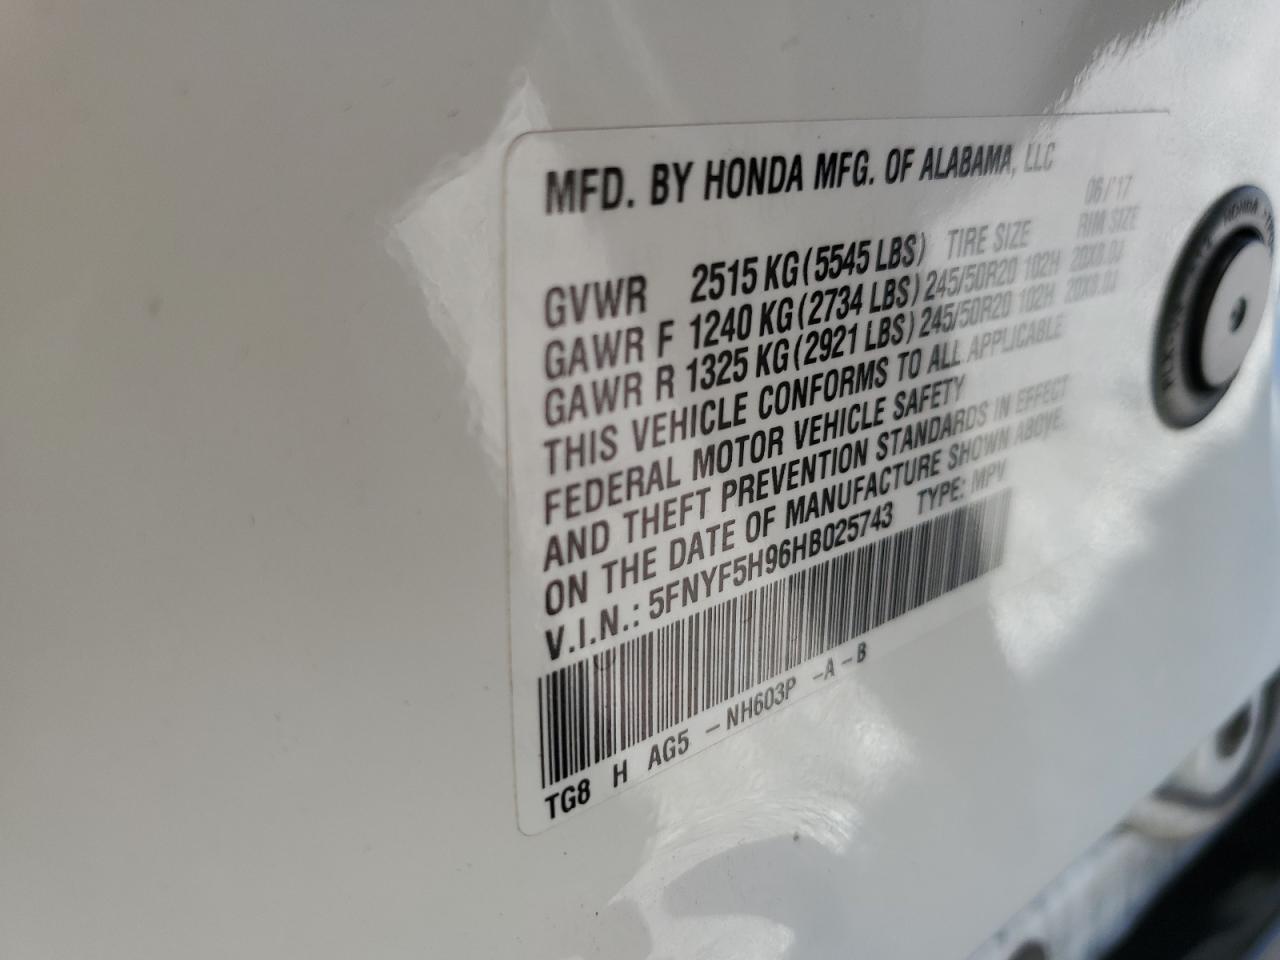 MFD. BY HONDA MFG. OF ALABAMA, LLC
06/'17
GVWR 2515 KG(5545 LBS) TIRE SIZE RIM SIZE
GAWR F 1240 KG(2734 LBS) 245/50R20 102H 20X8.0J
GAWR R 1325 KG(2921 LBS) 245/50R20 102H 20X8.0J
THIS VEHICLE CONFORMS TO ALL APPLICABLE
FEDERAL MOTOR VEHICLE SAFETY
AND THEFT PREVENTION STANDARDS IN EFFECT
ON THE DATE OF MANUFACTURE SHOWN ABOVE.
V.I.N.: 5FNYF5H96HB025743 TYPE: MPV
TG8 H AG5 -NH603P -A-B
HONDA